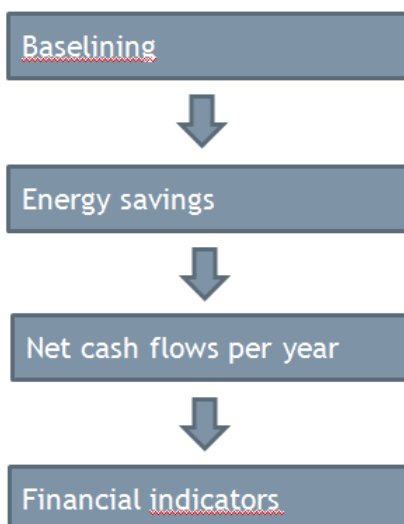 Baselining
Energy savings
Net cash flows per year
Financial indicators